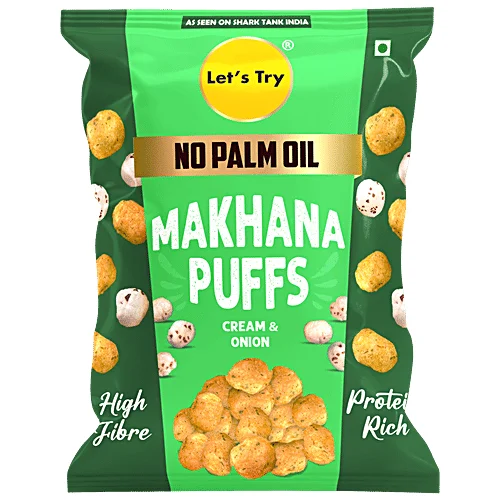 AS SEEN ON SHARK TANK INDIA
Let's Try
®
NO PALM OIL
MAKHANA
PUFFS
CREAM &
ONION
High
Fibre
Protein
Rich